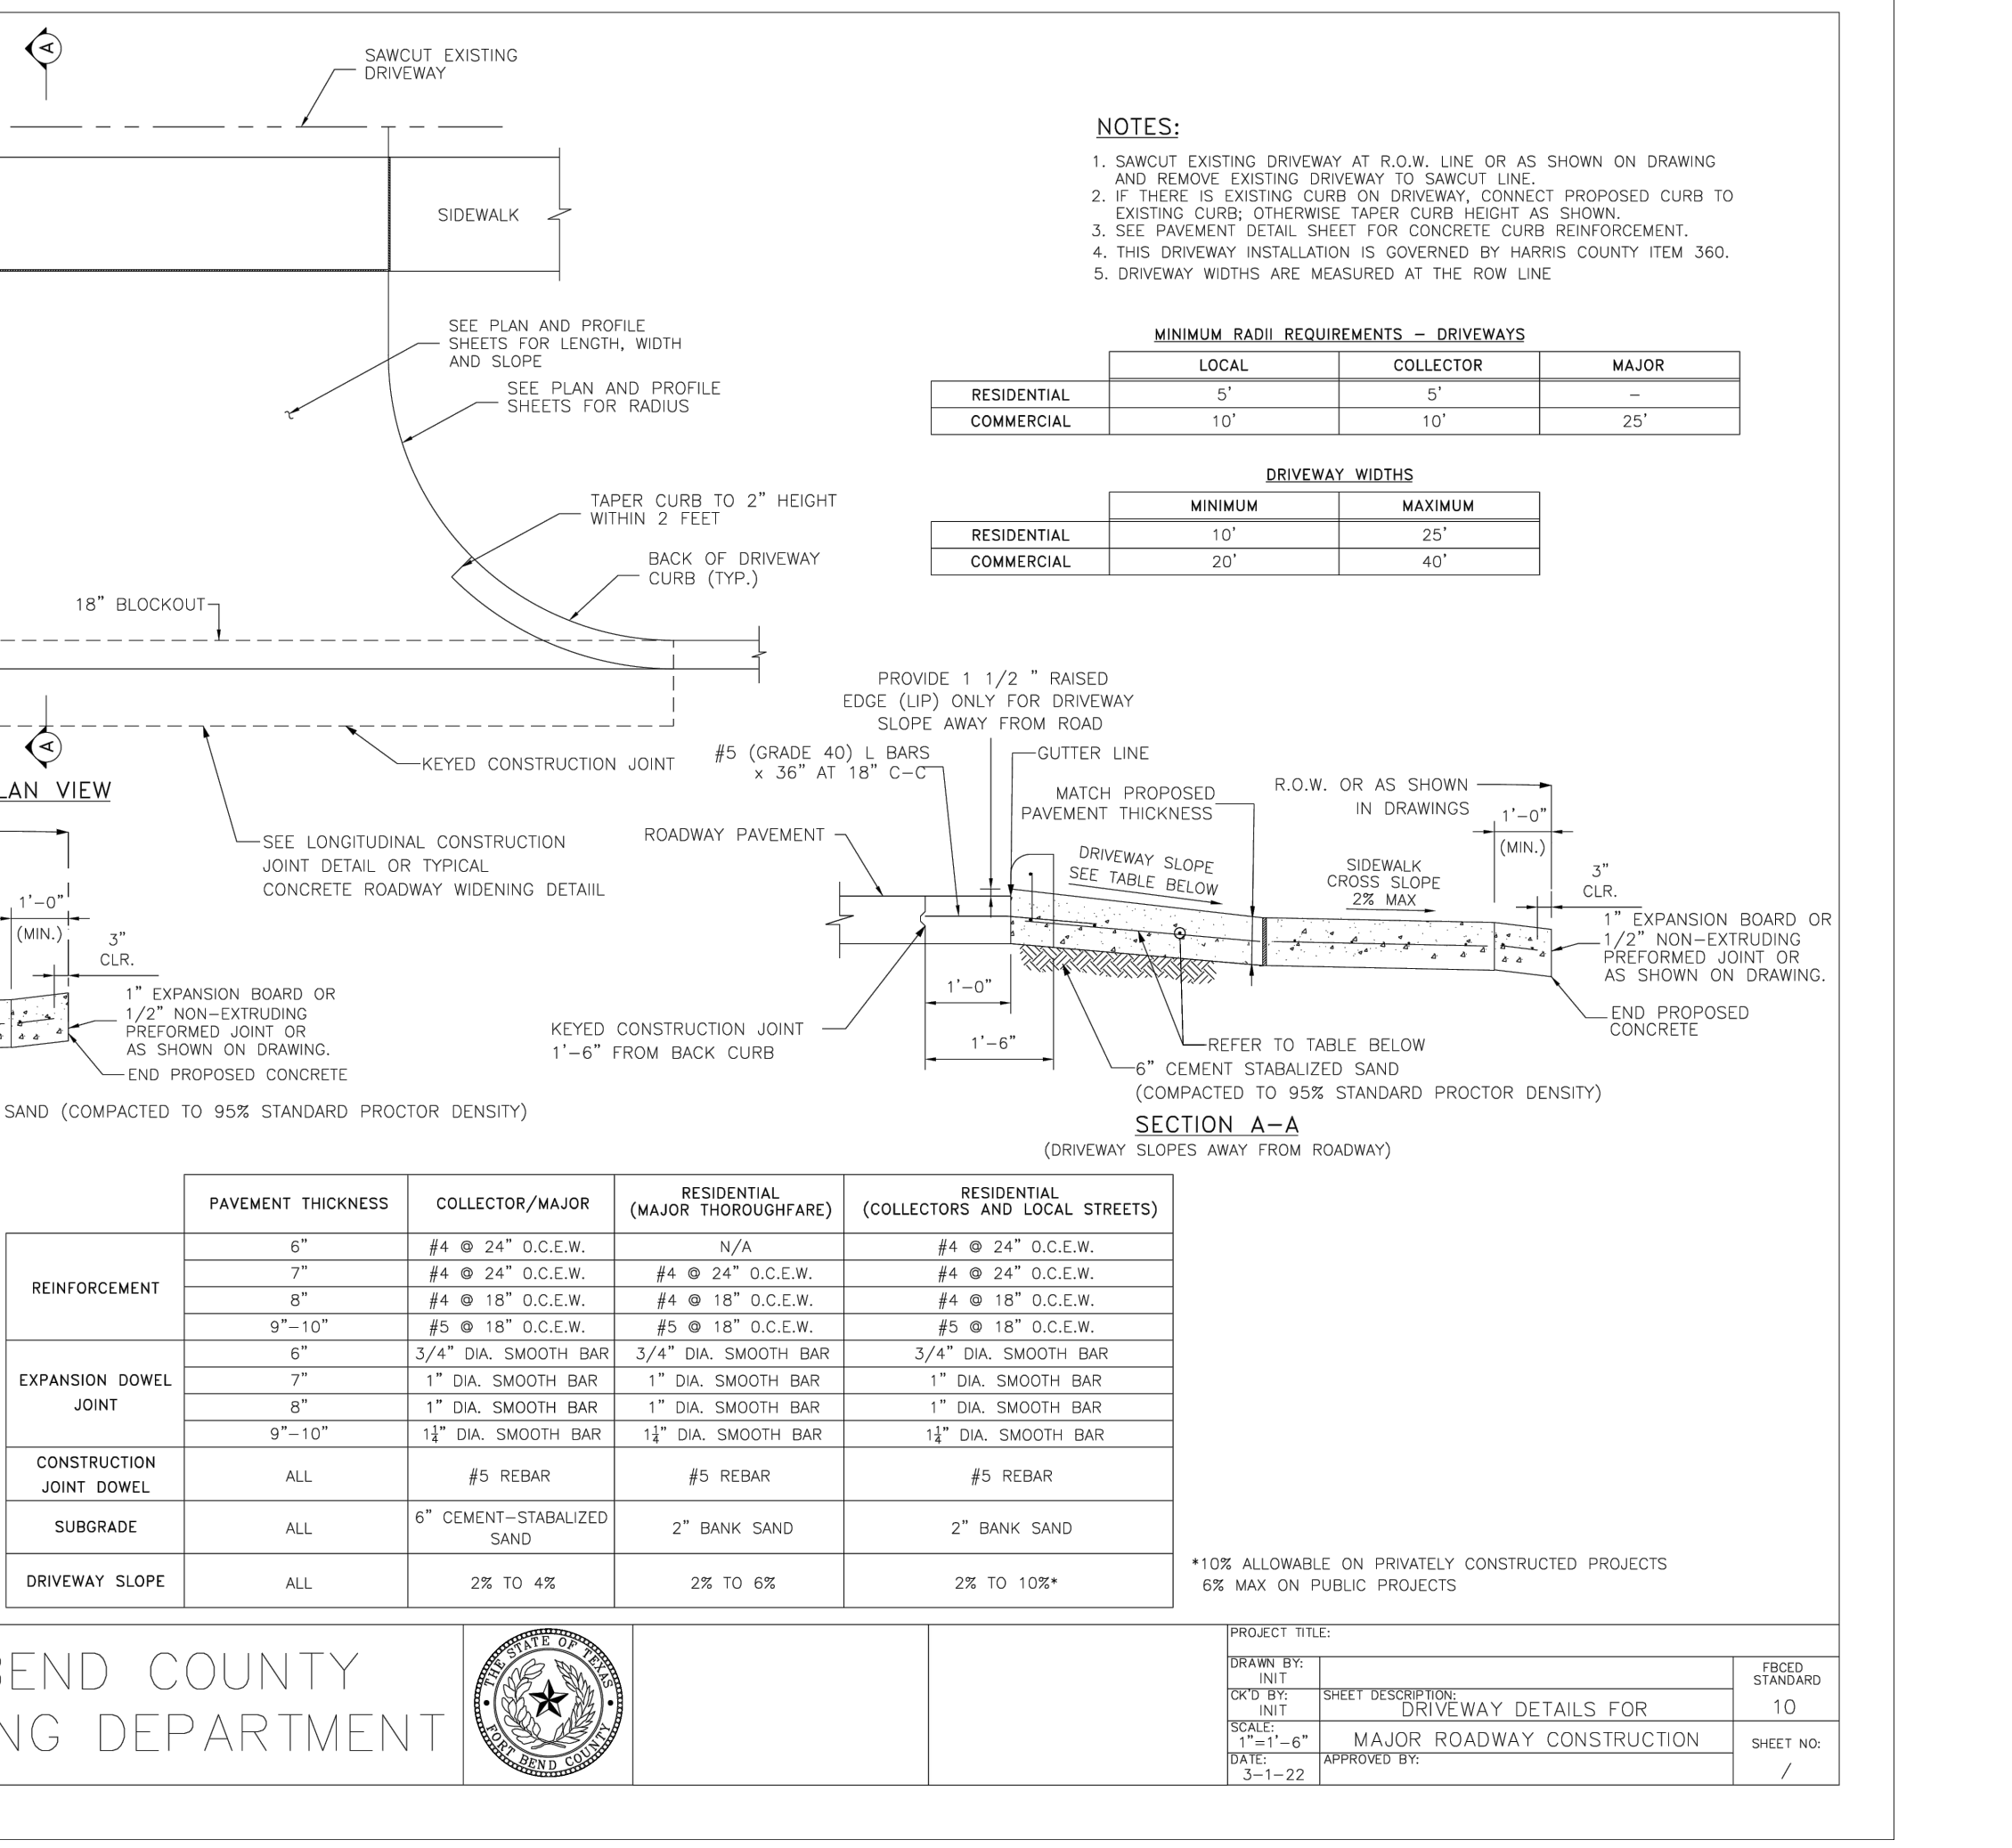 A
SAWCUT EXISTING
DRIVEWAY
SIDEWALK
SEE PLAN AND PROFILE
SHEETS FOR LENGTH, WIDTH
AND SLOPE
SEE PLAN AND PROFILE
SHEETS FOR RADIUS
TAPER CURB TO 2" HEIGHT
WITHIN 2 FEET
BACK OF DRIVEWAY
CURB (TYP.)
18" BLOCKOUT
A
KEYED CONSTRUCTION JOINT
LAN VIEW
SEE LONGITUDINAL CONSTRUCTION
JOINT DETAIL OR TYPICAL
CONCRETE ROADWAY WIDENING DETAIIL
1'-0"
(MIN.)
3"
CLR.
1" EXPANSION BOARD OR
1/2" NON-EXTRUDING
PREFORMED JOINT OR
AS SHOWN ON DRAWING.
END PROPOSED CONCRETE
SAND (COMPACTED TO 95% STANDARD PROCTOR DENSITY)
NOTES:
1. SAWCUT EXISTING DRIVEWAY AT R.O.W. LINE OR AS SHOWN ON DRAWING
AND REMOVE EXISTING DRIVEWAY TO SAWCUT LINE.
2. IF THERE IS EXISTING CURB ON DRIVEWAY, CONNECT PROPOSED CURB TO
EXISTING CURB; OTHERWISE TAPER CURB HEIGHT AS SHOWN.
3. SEE PAVEMENT DETAIL SHEET FOR CONCRETE CURB REINFORCEMENT.
4. THIS DRIVEWAY INSTALLATION IS GOVERNED BY HARRIS COUNTY ITEM 360.
5. DRIVEWAY WIDTHS ARE MEASURED AT THE ROW LINE
MINIMUM RADII REQUIREMENTS - DRIVEWAYS
LOCAL COLLECTOR MAJOR
RESIDENTIAL 5' 5' -
COMMERCIAL 10' 10' 25'
DRIVEWAY WIDTHS
MINIMUM MAXIMUM
RESIDENTIAL 10' 25'
COMMERCIAL 20' 40'
PROVIDE 1 1/2 " RAISED
EDGE (LIP) ONLY FOR DRIVEWAY
SLOPE AWAY FROM ROAD
#5 (GRADE 40) L BARS
x 36" AT 18" C-C
GUTTER LINE
MATCH PROPOSED
PAVEMENT THICKNESS
R.O.W. OR AS SHOWN
IN DRAWINGS
1'-0"
(MIN.)
ROADWAY PAVEMENT
DRIVEWAY SLOPE
SEE TABLE BELOW
SIDEWALK
CROSS SLOPE
2% MAX
3"
CLR.
1" EXPANSION BOARD OR
1/2" NON-EXTRUDING
PREFORMED JOINT OR
AS SHOWN ON DRAWING.
END PROPOSED
CONCRETE
1'-0"
KEYED CONSTRUCTION JOINT
1'-6" FROM BACK CURB
1'-6"
REFER TO TABLE BELOW
6" CEMENT STABALIZED SAND
(COMPACTED TO 95% STANDARD PROCTOR DENSITY)
SECTION A-A
(DRIVEWAY SLOPES AWAY FROM ROADWAY)
PAVEMENT THICKNESS COLLECTOR/MAJOR RESIDENTIAL (MAJOR THOROUGHFARE) RESIDENTIAL (COLLECTORS AND LOCAL STREETS)
REINFORCEMENT
6" #4 @ 24" O.C.E.W. N/A #4 @ 24" O.C.E.W.
7" #4 @ 24" O.C.E.W. #4 @ 24" O.C.E.W. #4 @ 24" O.C.E.W.
8" #4 @ 18" O.C.E.W. #4 @ 18" O.C.E.W. #4 @ 18" O.C.E.W.
9"-10" #5 @ 18" O.C.E.W. #5 @ 18" O.C.E.W. #5 @ 18" O.C.E.W.
EXPANSION DOWEL
JOINT
6" 3/4" DIA. SMOOTH BAR 3/4" DIA. SMOOTH BAR 3/4" DIA. SMOOTH BAR
7" 1" DIA. SMOOTH BAR 1" DIA. SMOOTH BAR 1" DIA. SMOOTH BAR
8" 1" DIA. SMOOTH BAR 1" DIA. SMOOTH BAR 1" DIA. SMOOTH BAR
9"-10" 1¼" DIA. SMOOTH BAR 1¼" DIA. SMOOTH BAR 1¼" DIA. SMOOTH BAR
CONSTRUCTION
JOINT DOWEL
ALL #5 REBAR #5 REBAR #5 REBAR
SUBGRADE ALL 6" CEMENT-STABALIZED SAND 2" BANK SAND 2" BANK SAND
DRIVEWAY SLOPE ALL 2% TO 4% 2% TO 6% 2% TO 10%*
*10% ALLOWABLE ON PRIVATELY CONSTRUCTED PROJECTS
6% MAX ON PUBLIC PROJECTS
BEND COUNTY
NG DEPARTMENT
THE STATE OF TEXAS
FORT BEND COUNTY
PROJECT TITLE:
DRAWN BY:
INIT
CK'D BY:
INIT
SCALE:
1"=1'-6"
DATE:
3-1-22
SHEET DESCRIPTION:
DRIVEWAY DETAILS FOR
MAJOR ROADWAY CONSTRUCTION
APPROVED BY:
FBCED
STANDARD
10
SHEET NO:
/